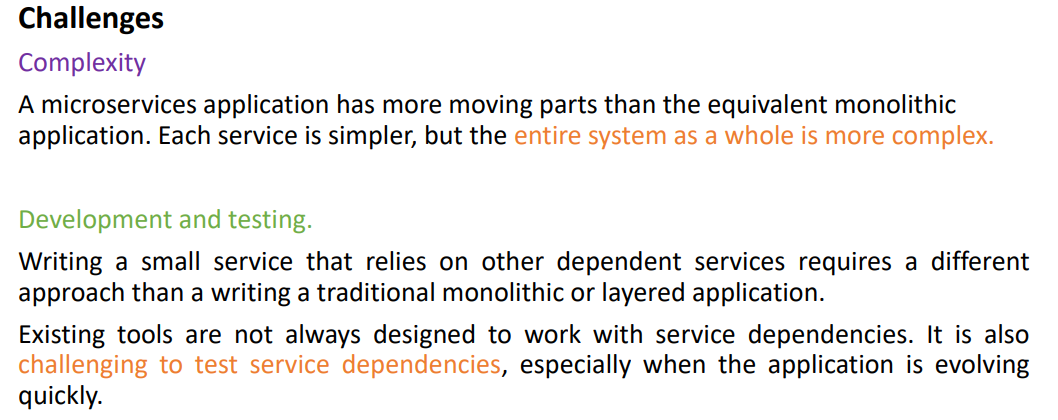 Challenges
Complexity
A microservices application has more moving parts than the equivalent monolithic
application. Each service is simpler, but the entire system as a whole is more complex.
Development and testing.
Writing a small service that relies on other dependent services requires a different
approach than a writing a traditional monolithic or layered application.
Existing tools are not always designed to work with service dependencies. It is also
challenging to test service dependencies, especially when the application is evolving
quickly.